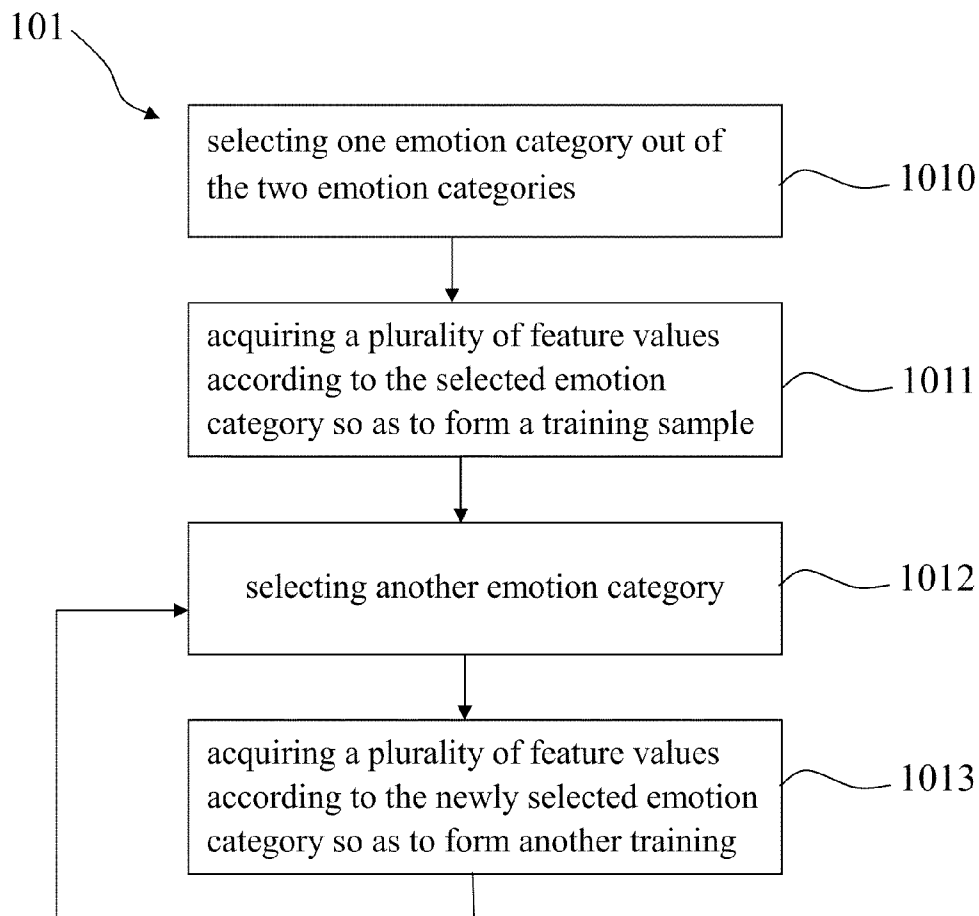 101
selecting one emotion category out of
the two emotion categories
1010
acquiring a plurality of feature values
according to the selected emotion
category so as to form a training sample
1011
selecting another emotion category
1012
acquiring a plurality of feature values
according to the newly selected emotion
category so as to form another training
1013